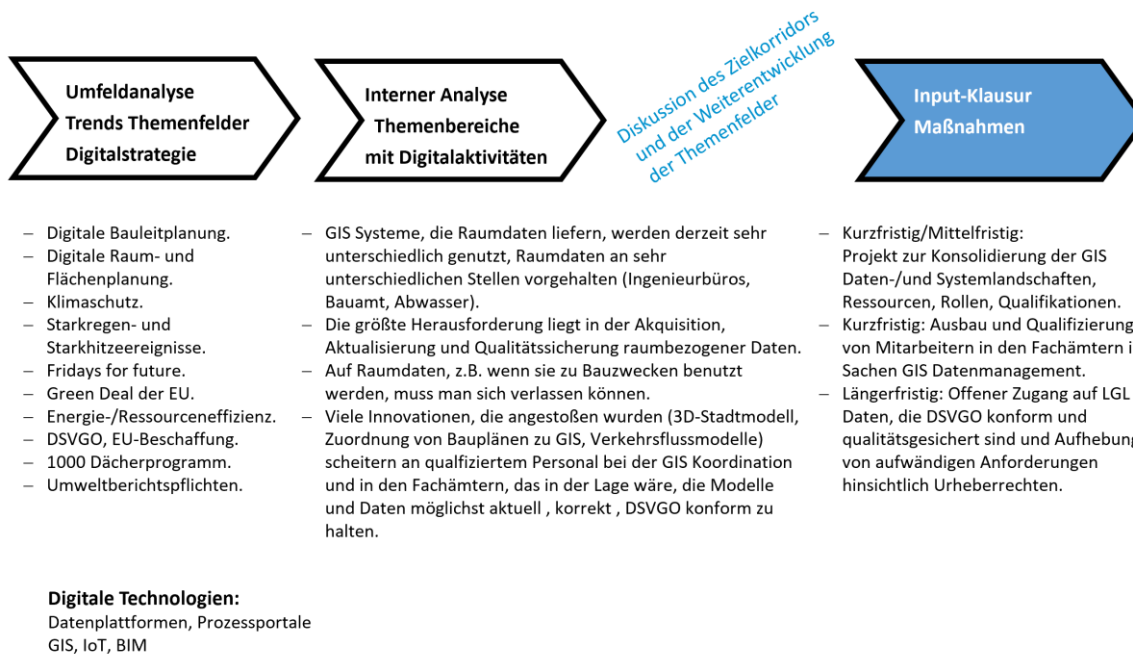 Umfeldanalyse
Trends Themenfelder
Digitalstrategie
Interner Analyse
Themenbereiche
mit Digitalaktivitäten
Diskussion des Zielkorridors
und der Weiterentwicklung
der Themenfelder
Input-Klausur
Maßnahmen
– Digitale Bauleitplanung.
– Digitale Raum- und
Flächenplanung.
– Klimaschutz.
– Starkregen- und
Starkhitzeereignisse.
– Fridays for future.
– Green Deal der EU.
– Energie-/Ressourceneffizienz.
– DSVGO, EU-Beschaffung.
– 1000 Dächerprogramm.
– Umweltberichtspflichten.
– GIS Systeme, die Raumdaten liefern, werden derzeit sehr
unterschiedlich genutzt, Raumdaten an sehr
unterschiedlichen Stellen vorgehalten (Ingenieurbüros,
Bauamt, Abwasser).
– Die größte Herausforderung liegt in der Akquisition,
Aktualisierung und Qualitätssicherung raumbezogener Daten.
– Auf Raumdaten, z.B. wenn sie zu Bauzwecken benutzt
werden, muss man sich verlassen können.
– Viele Innovationen, die angestoßen wurden (3D-Stadtmodell,
Zuordnung von Bauplänen zu GIS, Verkehrsflussmodelle)
scheitern an qualfiziertem Personal bei der GIS Koordination
und in den Fachämtern, das in der Lage wäre, die Modelle
und Daten möglichst aktuell , korrekt , DSVGO konform zu
halten.
– Kurzfristig/Mittelfristig:
Projekt zur Konsolidierung der GIS
Daten-/und Systemlandschaften,
Ressourcen, Rollen, Qualifikationen.
– Kurzfristig: Ausbau und Qualifizierung
von Mitarbeitern in den Fachämtern i
Sachen GIS Datenmanagement.
– Längerfristig: Offener Zugang auf LGL
Daten, die DSVGO konform und
qualitätsgesichert sind und Aufhebung
von aufwändigen Anforderungen
hinsichtlich Urheberrechten.
Digitale Technologien:
Datenplattformen, Prozessportale
GIS, IoT, BIM